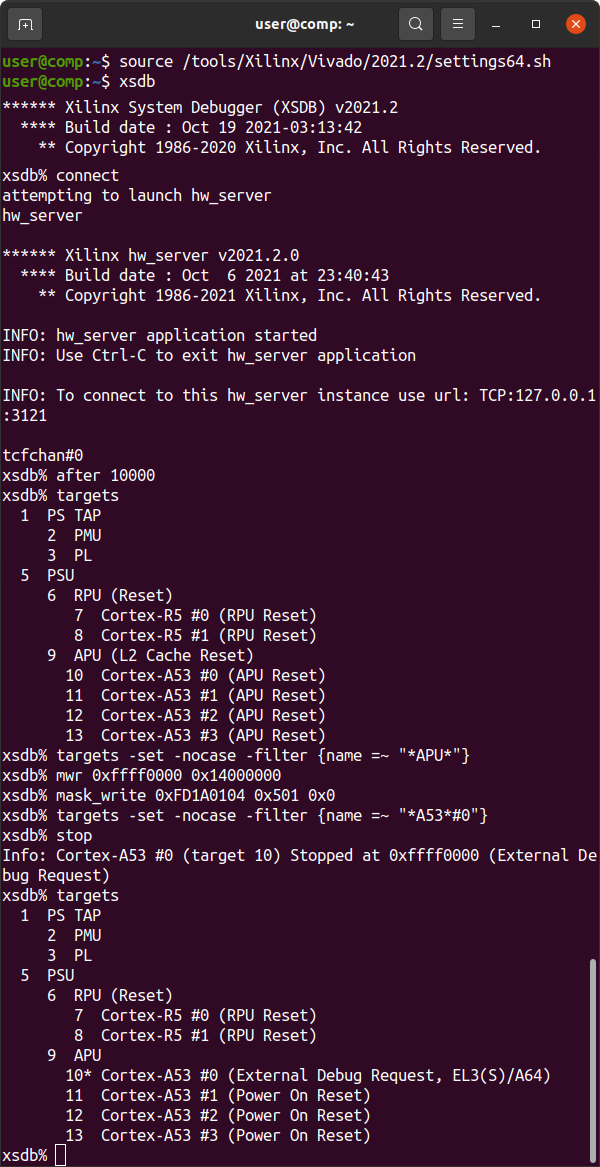 user@comp: ~
user@comp:~$ source /tools/Xilinx/Vivado/2021.2/settings64.sh
user@comp:~$ xsdb
****** Xilinx System Debugger (XSDB) v2021.2
  **** Build date : Oct 19 2021-03:13:42
    ** Copyright 1986-2020 Xilinx, Inc. All Rights Reserved.
xsdb% connect
attempting to launch hw_server
hw_server
****** Xilinx hw_server v2021.2.0
  **** Build date : Oct  6 2021 at 23:40:43
    ** Copyright 1986-2021 Xilinx, Inc. All Rights Reserved.
INFO: hw_server application started
INFO: Use Ctrl-C to exit hw_server application
INFO: To connect to this hw_server instance use url: TCP:127.0.0.1
:3121
tcfchan#0
xsdb% after 10000
xsdb% targets
  1  PS TAP
     2  PMU
     3  PL
  5  PSU
     6  RPU (Reset)
        7  Cortex-R5 #0 (RPU Reset)
        8  Cortex-R5 #1 (RPU Reset)
     9  APU (L2 Cache Reset)
       10  Cortex-A53 #0 (APU Reset)
       11  Cortex-A53 #1 (APU Reset)
       12  Cortex-A53 #2 (APU Reset)
       13  Cortex-A53 #3 (APU Reset)
xsdb% targets -set -nocase -filter {name =~ "*APU*"}
xsdb% mwr 0xffff0000 0x14000000
xsdb% mask_write 0xFD1A0104 0x501 0x0
xsdb% targets -set -nocase -filter {name =~ "*A53*#0"}
xsdb% stop
Info: Cortex-A53 #0 (target 10) Stopped at 0xffff0000 (External De
bug Request)
xsdb% targets
  1  PS TAP
     2  PMU
     3  PL
  5  PSU
     6  RPU (Reset)
        7  Cortex-R5 #0 (RPU Reset)
        8  Cortex-R5 #1 (RPU Reset)
     9  APU
       10* Cortex-A53 #0 (External Debug Request, EL3(S)/A64)
       11  Cortex-A53 #1 (Power On Reset)
       12  Cortex-A53 #2 (Power On Reset)
       13  Cortex-A53 #3 (Power On Reset)
xsdb%